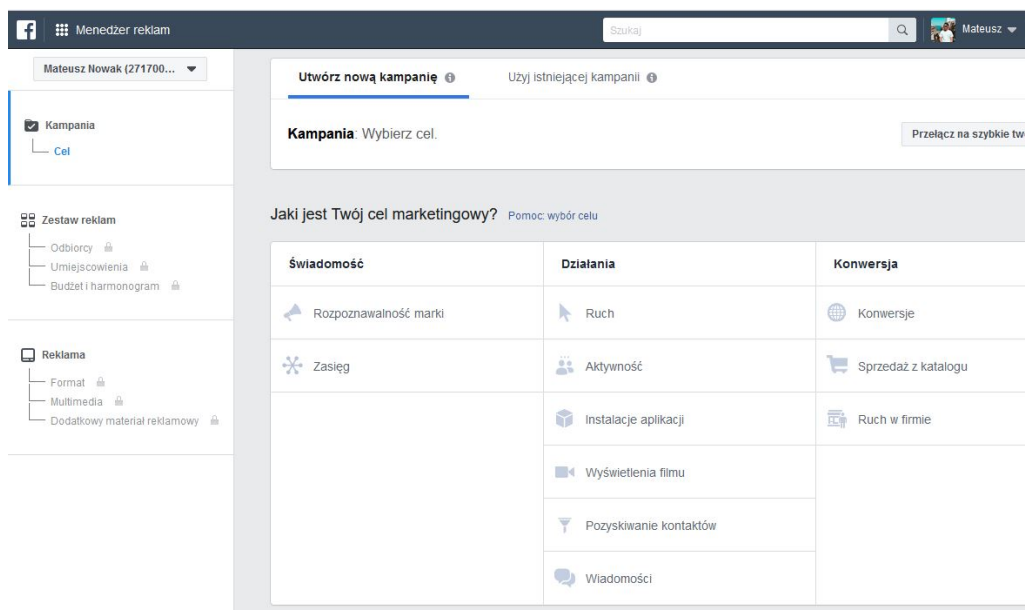 f Menedżer reklam Szukaj Mateusz
Mateusz Nowak (271700...
Utwórz nową kampanię Użyj istniejącej kampanii
Kampania
Cel
Kampania: Wybierz cel.
Przełącz na szybkie tw
Zestaw reklam
Odbiorcy
Umiejscowienia
Budżet i harmonogram
Reklama
Format
Multimedia
Dodatkowy materiał reklamowy
Jaki jest Twój cel marketingowy? Pomoc: wybór celu
Świadomość Działania Konwersja
Rozpoznawalność marki Ruch Konwersje
Zasięg Aktywność Sprzedaż z katalogu
Instalacje aplikacji Ruch w firmie
Wyświetlenia filmu
Pozyskiwanie kontaktów
Wiadomości